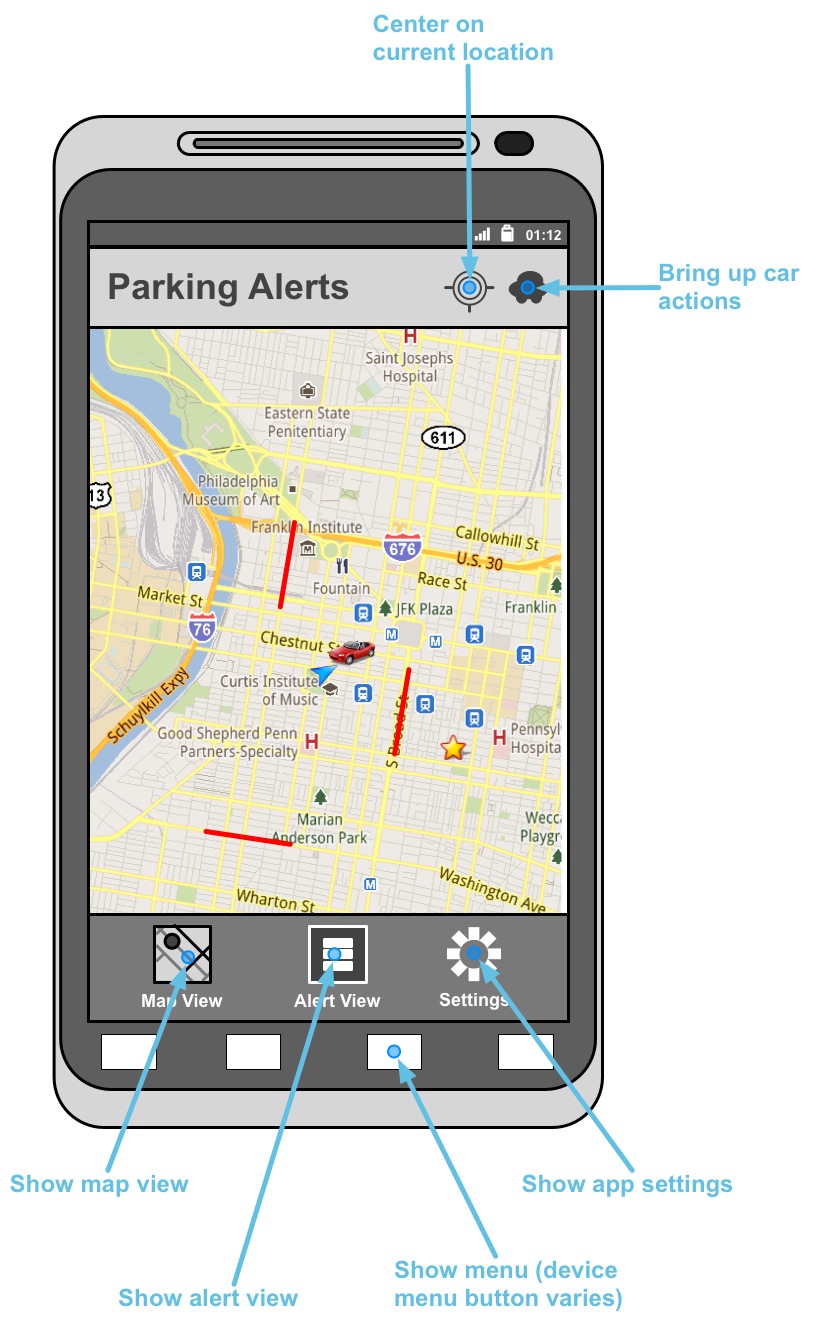 Center on
current location
01:12
Parking Alerts
Bring up car
actions
H
Saint Josephs
Hospital
Eastern State
Penitentiary
611
Philadelphia
Museum of Art
13
Franklin Institute
676
Callowhill St
U.S. 30
Race St
Fountain
Market St
JFK Plaza
Franklin
76
M
M
Chestnut St
Curtis Institute
of Music
Schuylkill Expy
S Broad St
Good Shepherd Penn
Partners-Specialty
H
H
Pennsyl
Hospita
Marian
Anderson Park
Wecca
Playgr
M
Washington Ave
Wharton St
Map View
Alert View
Settings
Show map view
Show app settings
Show alert view
Show menu (device
menu button varies)